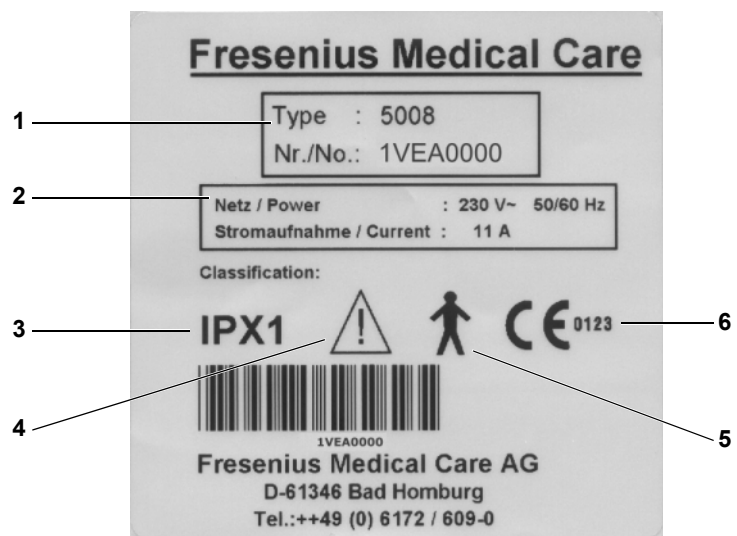 Fresenius Medical Care
1
Type : 5008
Nr./No.: 1VEA0000
2
Netz / Power : 230 V~ 50/60 Hz
Stromaufnahme / Current : 11 A
Classification:
3
IPX1
!
CE 0123
6
4
5
1VEA0000
Fresenius Medical Care AG
D-61346 Bad Homburg
Tel.:++49 (0) 6172 / 609-0